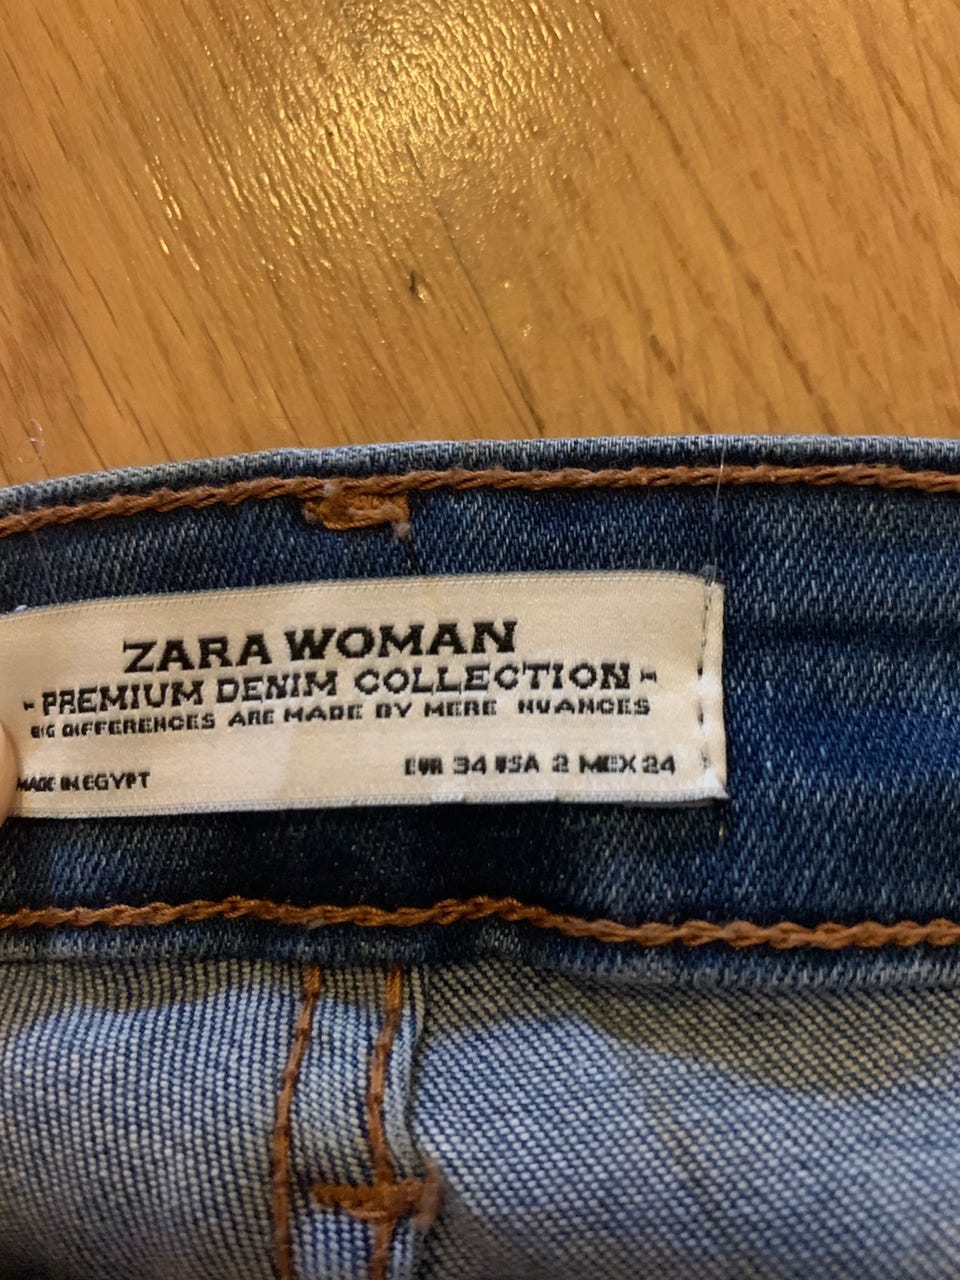 ZARA WOMAN
- PREMIUM DENIM COLLECTION -
BIG DIFFERENCES ARE MADE BY MERE NUANCES
MADE IN EGYPT EUR 34 USA 2 MEX 24